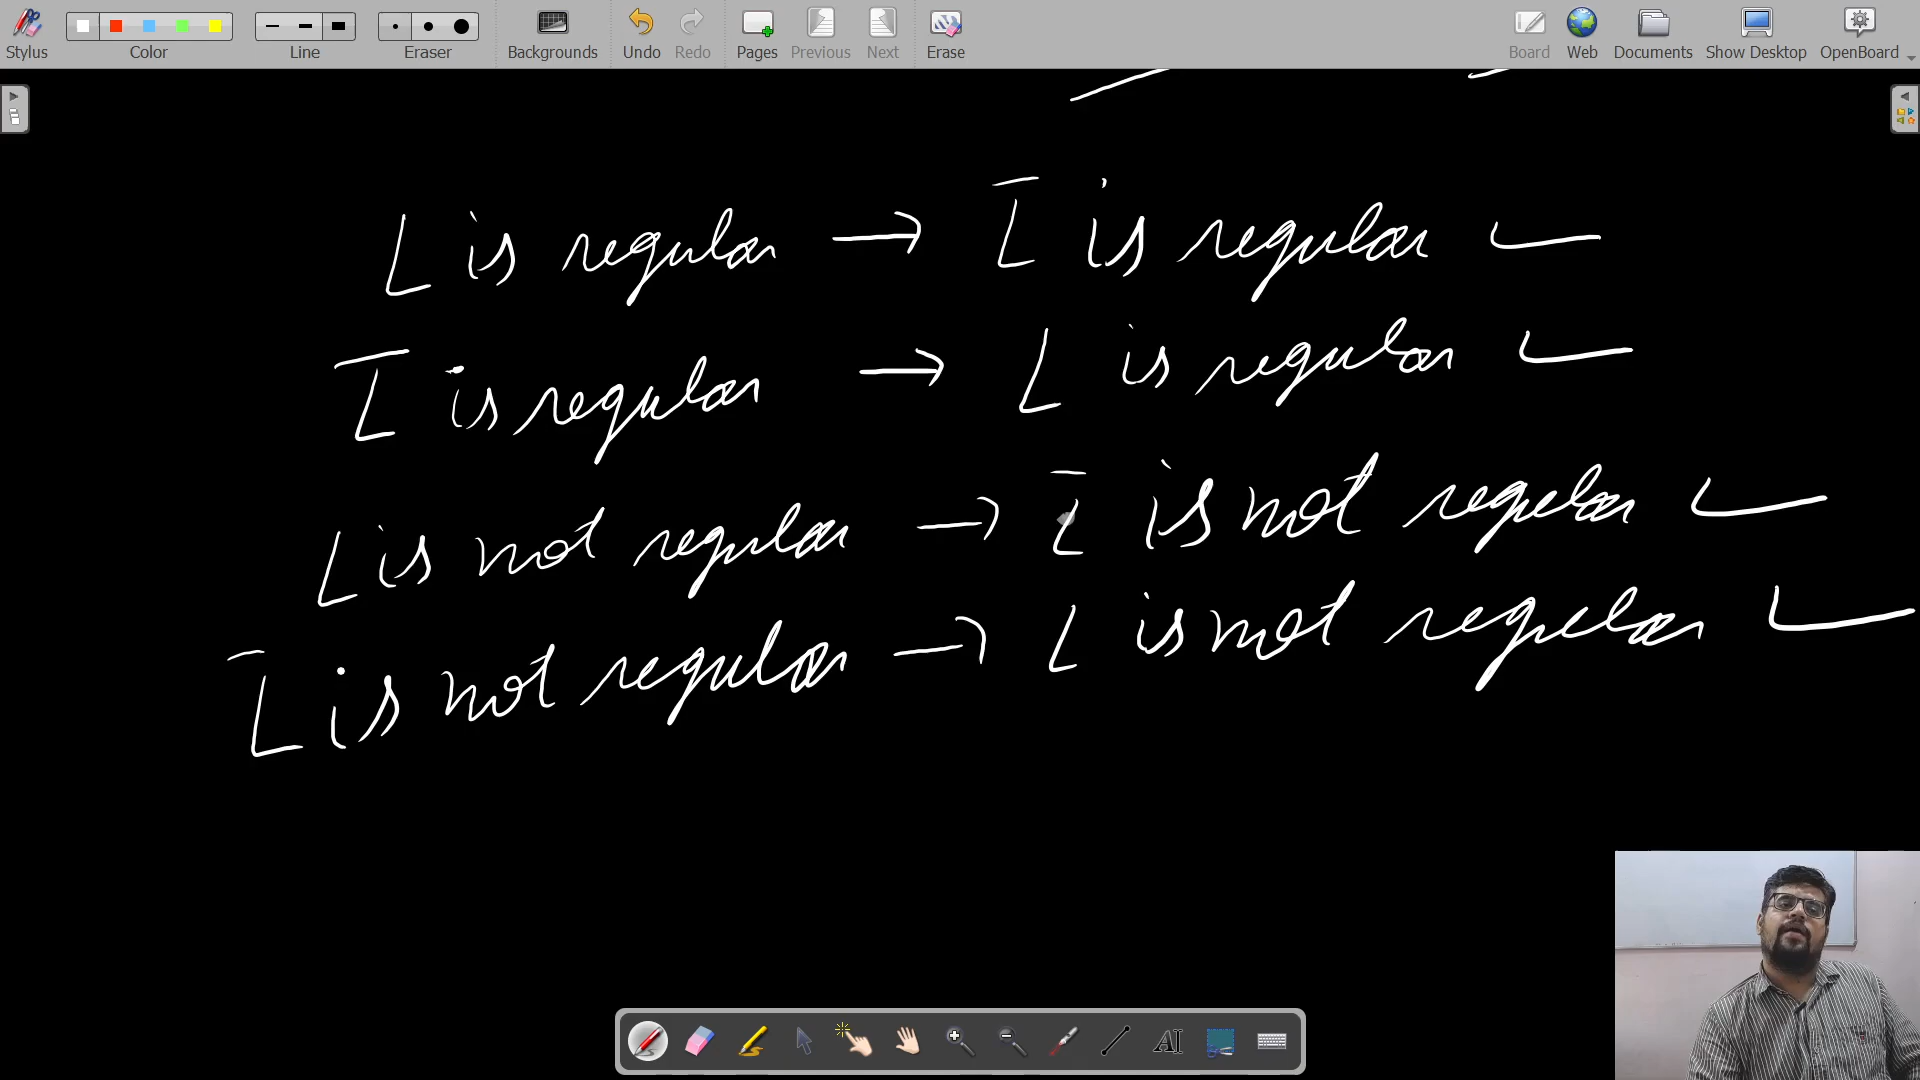 Stylus Color Line Eraser Backgrounds Undo Redo Pages Previous Next Erase Board Web Documents Show Desktop OpenBoard
L is regular → L̅ is regular ✓
L̅ is regular → L is regular ✓
L is not regular → L̅ is not regular ✓
L̅ is not regular → L is not regular ✓
AI